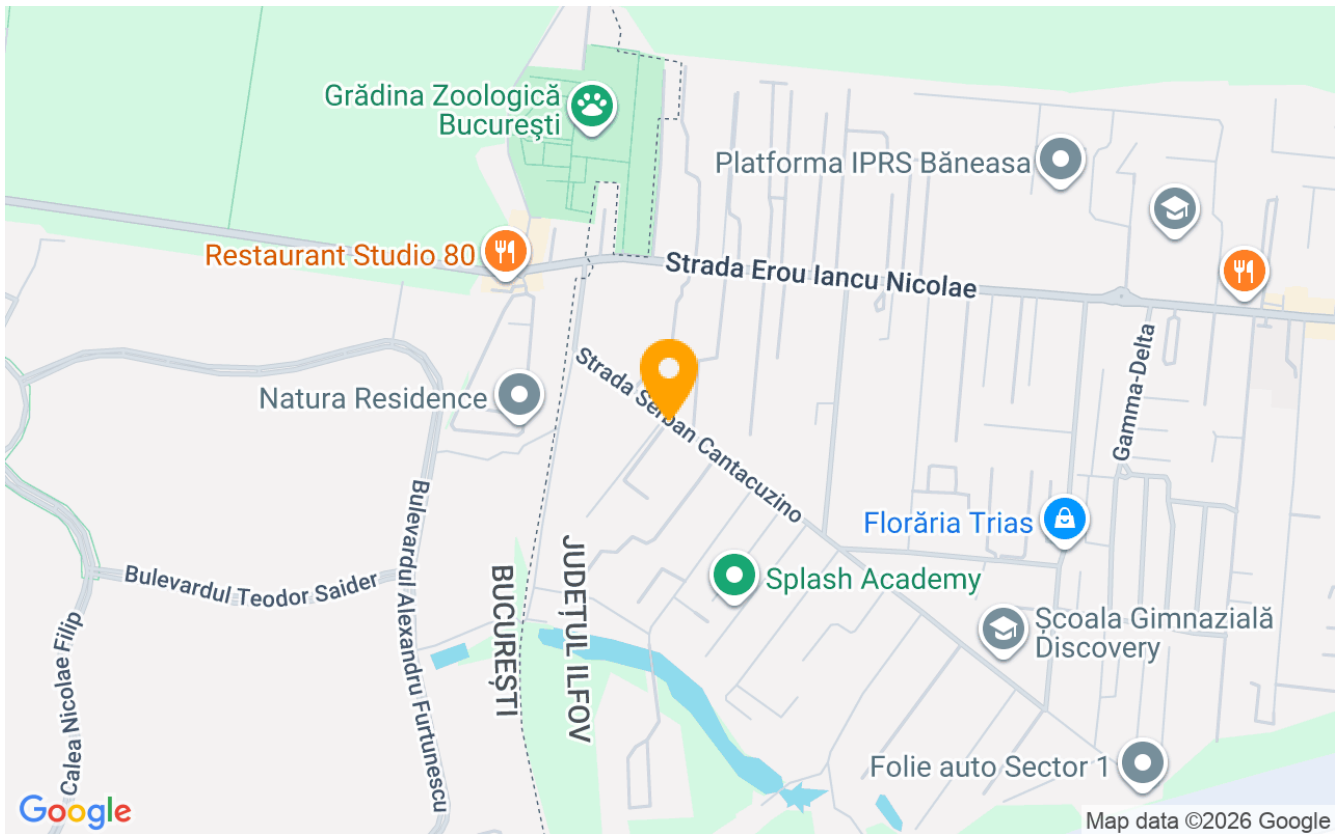 Grădina Zoologică
Bucureşti
Platforma IPRS Băneasa
Restaurant Studio 80
Strada Erou Iancu Nicolae
Gamma-Delta
Strada Serban Cantacuzino
Natura Residence
Florăria Trias
Bulevardul Teodor Saider
Bulevardul Alexandru Furtunescu
Calea Nicolae Filip
BUCUREȘTI
JUDEȚUL ILFOV
Splash Academy
Școala Gimnazială
Discovery
Folie auto Sector 1
Google
Map data ©2026 Google